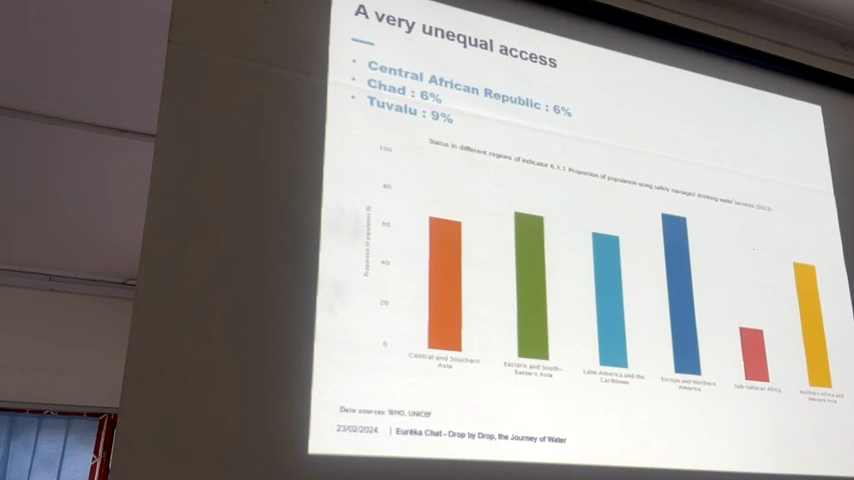 A very unequal access
• Central African Republic : 6%
• Chad : 6%
• Tuvalu : 9%
Status in different regions of Indicator 6.1.1 Proportion of population using safely managed drinking water services (2022)
Proportion of population (%)
100
80
60
40
20
0
Central and Southern
Asia
Eastern and South-
Eastern Asia
Latin America and the
Caribbean
Europe and Northern
America
Sub-Saharan Africa
Northern Africa and
Western Asia
Data sources: WHO, UNICEF
23/02/2024 | Eurêka Chat - Drop by Drop, the Journey of Water